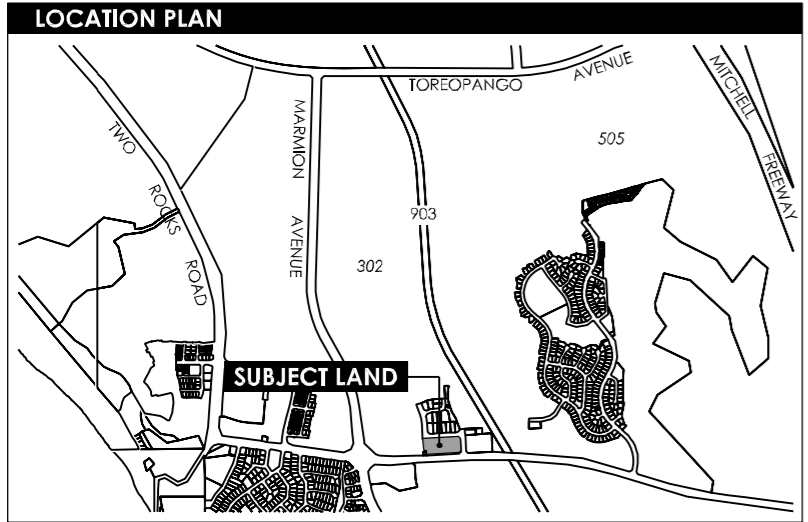 LOCATION PLAN
AVENUE
TOREOPANGO
MITCHELL
FREEWAY
TWO
ROCKS
ROAD
MARMION
AVENUE
505
903
302
SUBJECT LAND